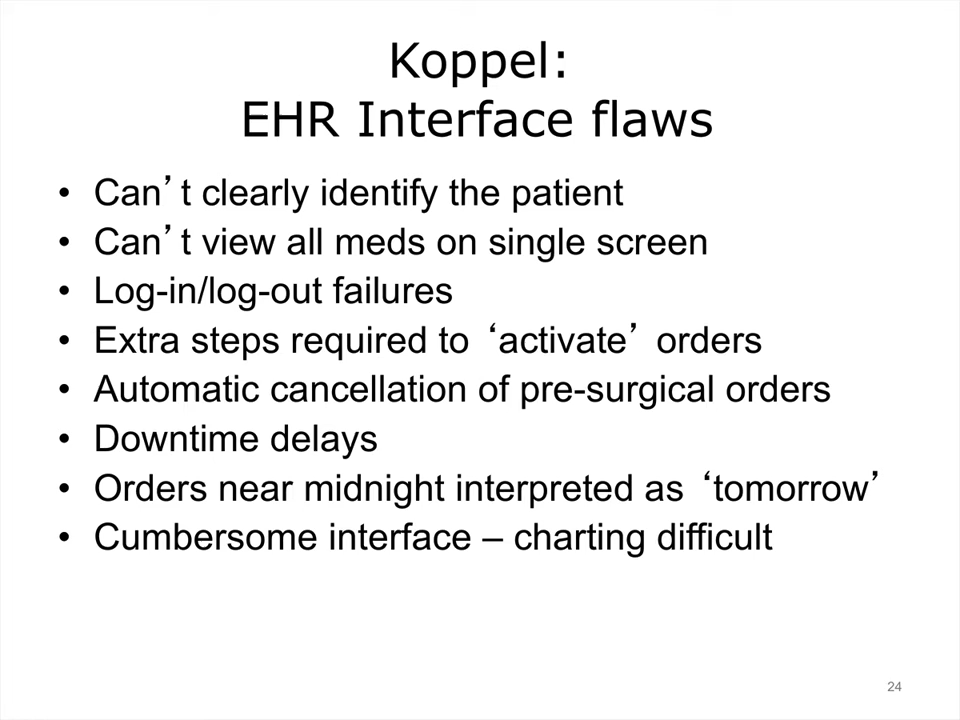 Koppel:
EHR Interface flaws
• Can’t clearly identify the patient
• Can’t view all meds on single screen
• Log-in/log-out failures
• Extra steps required to ‘activate’ orders
• Automatic cancellation of pre-surgical orders
• Downtime delays
• Orders near midnight interpreted as ‘tomorrow’
• Cumbersome interface – charting difficult
24